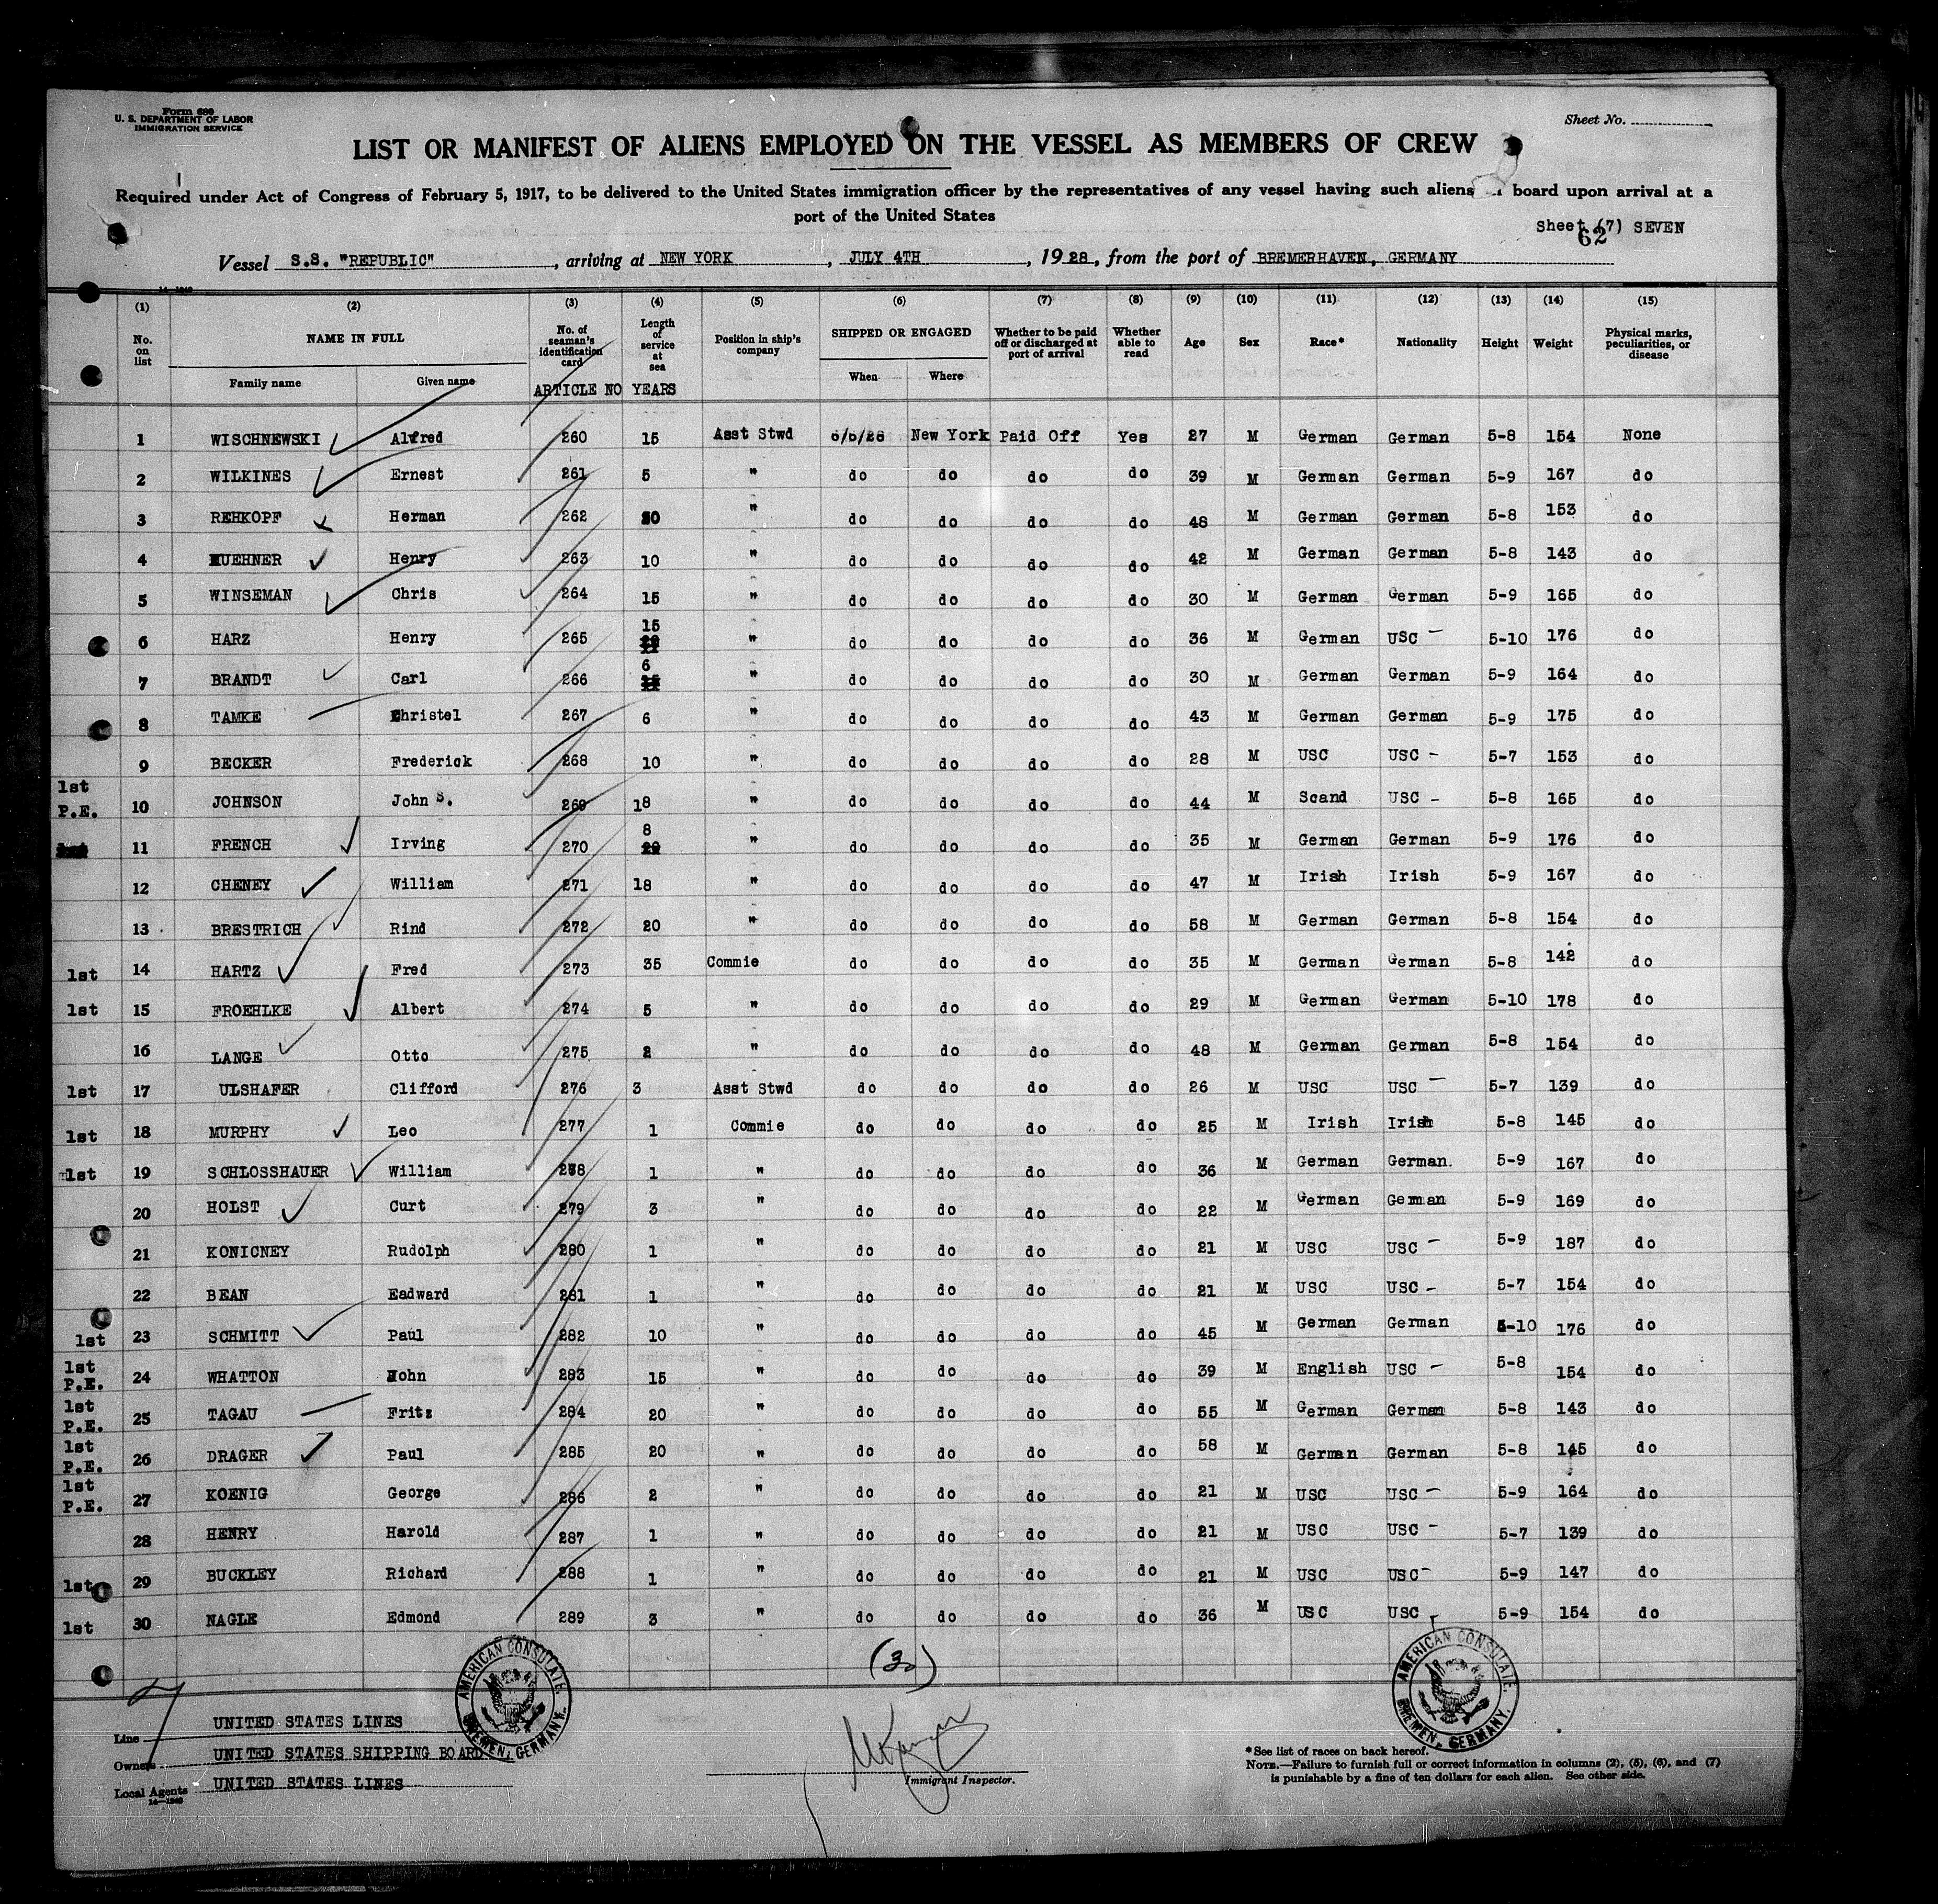 Form 680
U. S. DEPARTMENT OF LABOR
IMMIGRATION SERVICE
Sheet No.
LIST OR MANIFEST OF ALIENS EMPLOYED ON THE VESSEL AS MEMBERS OF CREW
Required under Act of Congress of February 5, 1917, to be delivered to the United States immigration officer by the representatives of any vessel having such aliens board upon arrival at a
port of the United States
Sheet (7) SEVEN
62
Vessel S.S. "REPUBLIC", arriving at NEW YORK, JULY 4TH, 1928, from the port of BREMERHAVEN, GERMANY
(1) (2) (3) (4) (5) (6) (7) (8) (9) (10) (11) (12) (13) (14) (15)
No. on list NAME IN FULL Family name Given name No. of seaman's identification card ARTICLE NO Length of service at sea YEARS Position in ship's company SHIPPED OR ENGAGED When Where Whether to be paid off or discharged at port of arrival Whether able to read Age Sex Race* Nationality Height Weight Physical marks, peculiarities, or disease
1 WISCHNEWSKI Alfred 260 15 Asst Stwd New York Paid Off Yes 27 M German German 5-8 154 None
2 WILKINES Ernest 261 5 " do do do do 39 M German German 5-9 167 do
3 REHKOPF Herman 262 " do do do do 48 M German German 5-8 153 do
4 UEHNER Henry 263 10 " do do do do 42 M German German 5-8 143 do
5 WINSEMAN Chris 264 15 " do do do do 30 M German German 5-9 165 do
6 HARZ Henry 265 15 " do do do do 36 M German USC - 5-10 176 do
7 BRANDT Carl 266 6 " do do do do 30 M German German 5-9 164 do
8 TAMKE Christel 267 6 " do do do do 43 M German German 5-9 175 do
9 BECKER Frederick 268 10 " do do do do 28 M USC USC - 5-7 153 do
1st P.E. 10 JOHNSON John S. 269 18 " do do do do 44 M Scand USC - 5-8 165 do
11 FRENCH Irving 270 8 " do do do do 35 M German German 5-9 176 do
12 CHENEY William 271 18 " do do do do 47 M Irish Irish 5-9 167 do
13 BRESTRICH Rind 272 20 " do do do do 58 M German German 5-8 154 do
1st 14 HARTZ Fred 273 35 Commie do do do do 35 M German German 5-8 142 do
1st 15 FROEHLKE Albert 274 5 " do do do do 29 M German German 5-10 178 do
16 LANGE Otto 275 2 " do do do do 48 M German German 5-8 154 do
1st 17 ULSHAFER Clifford 276 3 Asst Stwd do do do do 26 M USC USC - 5-7 139 do
1st 18 MURPHY Leo 277 1 Commie do do do do 25 M Irish Irish 5-8 145 do
1st 19 SCHLOSSHAUER William 278 1 " do do do do 36 M German German. 5-9 167 do
20 HOLST Curt 279 3 " do do do do 22 M German German 5-9 169 do
21 KONICNEY Rudolph 280 1 " do do do do 21 M USC USC - 5-9 187 do
22 BEAN Eadward 281 1 " do do do do 21 M USC USC - 5-7 154 do
1st 23 SCHMITT Paul 282 10 " do do do do 45 M German German 5-10 176 do
1st P.E. 24 WHATTON John 283 15 " do do do do 39 M English USC - 5-8 154 do
1st P.E. 25 TAGAU Fritz 284 20 " do do do do 55 M German German 5-8 143 do
1st P.E. 26 DRAGER Paul 285 20 " do do do do 58 M German German 5-8 145 do
1st P.E. 27 KOENIG George 286 2 " do do do do 21 M USC USC - 5-9 164 do
28 HENRY Harold 287 1 " do do do do 21 M USC USC - 5-7 139 do
1st 29 BUCKLEY Richard 288 1 " do do do do 21 M USC USC - 5-9 147 do
1st 30 NAGLE Edmond 289 3 " do do do do 36 M USC USC - 5-9 154 do
(30)
AMERICAN CONSULATE. BREMEN, GERMANY.
AMERICAN CONSULATE. BREMEN, GERMANY.
Line UNITED STATES LINES
Owners UNITED STATES SHIPPING BOARD
Local Agents UNITED STATES LINES
14-1240
Immigrant Inspector.
*See list of races on back hereof.
NOTE.—Failure to furnish full or correct information in columns (2), (5), (6), and (7)
is punishable by a fine of ten dollars for each alien. See other side.